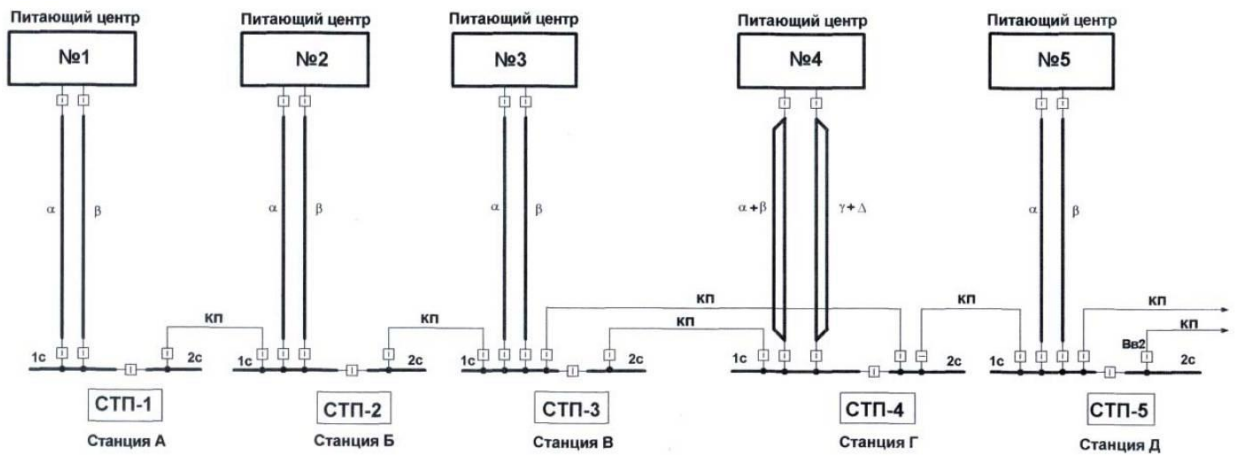 Питающий центр
Питающий центр
Питающий центр
Питающий центр
Питающий центр
№1
№2
№3
№4
№5
α
β
α
β
α
β
α+β
γ+Δ
α
β
кп
кп
кп
кп
кп
кп
Вв2
кп
1с
2с
1с
2с
1с
2с
1с
2с
1с
2с
СТП-1
СТП-2
СТП-3
СТП-4
СТП-5
Станция А
Станция Б
Станция В
Станция Г
Станция Д